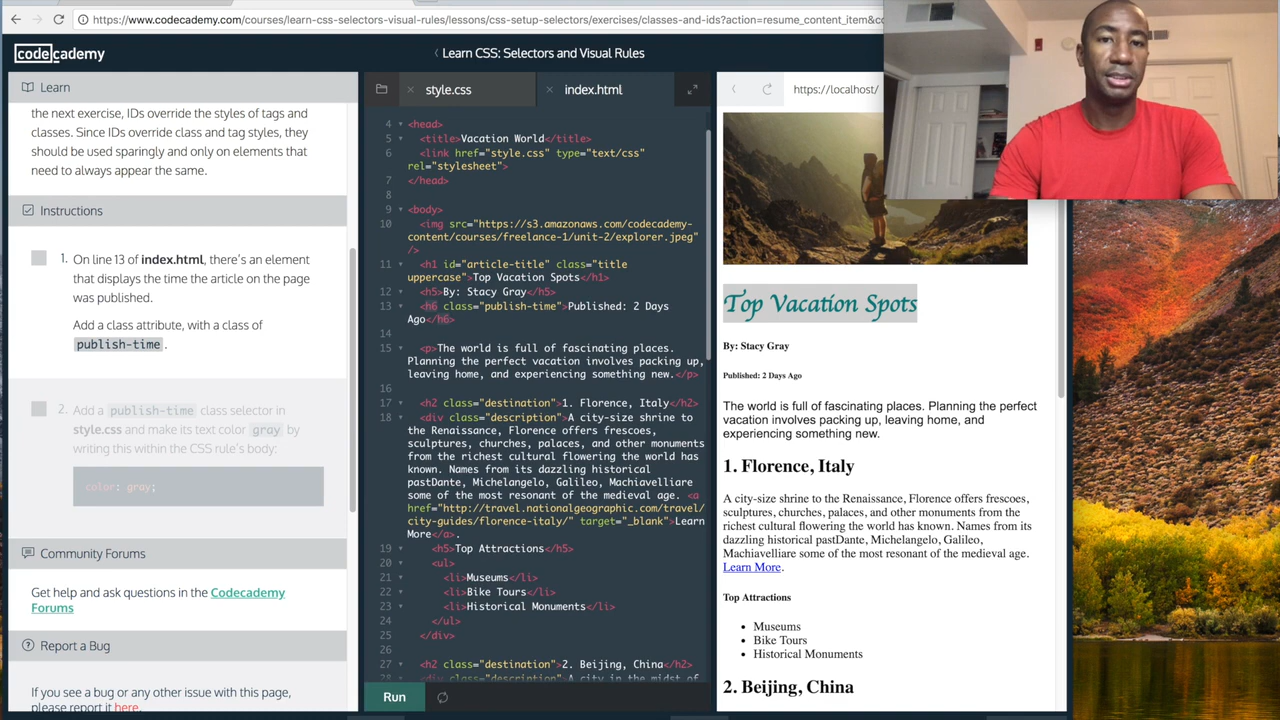 https://www.codecademy.com/courses/learn-css-selectors-visual-rules/lessons/css-setup-selectors/exercises/classes-and-ids?action=resume_content_item&co
codecademy
Learn CSS: Selectors and Visual Rules
Learn
the next exercise, IDs override the styles of tags and
classes. Since IDs override class and tag styles, they
should be used sparingly and only on elements that
need to always appear the same.
Instructions
1. On line 13 of index.html, there's an element
that displays the time the article on the page
was published.
Add a class attribute, with a class of
publish-time .
2. Add a publish-time class selector in
style.css and make its text color gray by
writing this within the CSS rule's body:
color: gray;
Community Forums
Get help and ask questions in the Codecademy
Forums
Report a Bug
If you see a bug or any other issue with this page,
please report it here.
style.css
index.html
4 <head>
5 <title>Vacation World</title>
6 <link href="style.css" type="text/css"
rel="stylesheet">
7 </head>
8
9 <body>
10 <img src="https://s3.amazonaws.com/codecademy-
content/courses/freelance-1/unit-2/explorer.jpeg"
/>
11 <h1 id="article-title" class="title
uppercase">Top Vacation Spots</h1>
12 <h5>By: Stacy Gray</h5>
13 <h6 class="publish-time">Published: 2 Days
Ago</h6>
14
15 <p>The world is full of fascinating places.
Planning the perfect vacation involves packing up,
leaving home, and experiencing something new.</p>
16
17 <h2 class="destination">1. Florence, Italy</h2>
18 <div class="description">A city-size shrine to
the Renaissance, Florence offers frescoes,
sculptures, churches, palaces, and other monuments
from the richest cultural flowering the world has
known. Names from its dazzling historical
pastDante, Michelangelo, Galileo, Machiavelliare
some of the most resonant of the medieval age. <a
href="http://travel.nationalgeographic.com/travel/
city-guides/florence-italy/" target="_blank">Learn
More</a>.
19 <h5>Top Attractions</h5>
20 <ul>
21 <li>Museums</li>
22 <li>Bike Tours</li>
23 <li>Historical Monuments</li>
24 </ul>
25 </div>
26
27 <h2 class="destination">2. Beijing, China</h2>
<div class="description">A city in the midst of
Run
https://localhost/
Top Vacation Spots
By: Stacy Gray
Published: 2 Days Ago
The world is full of fascinating places. Planning the perfect
vacation involves packing up, leaving home, and
experiencing something new.
1. Florence, Italy
A city-size shrine to the Renaissance, Florence offers frescoes,
sculptures, churches, palaces, and other monuments from the
richest cultural flowering the world has known. Names from its
dazzling historical pastDante, Michelangelo, Galileo,
Machiavelliare some of the most resonant of the medieval age.
Learn More.
Top Attractions
• Museums
• Bike Tours
• Historical Monuments
2. Beijing, China